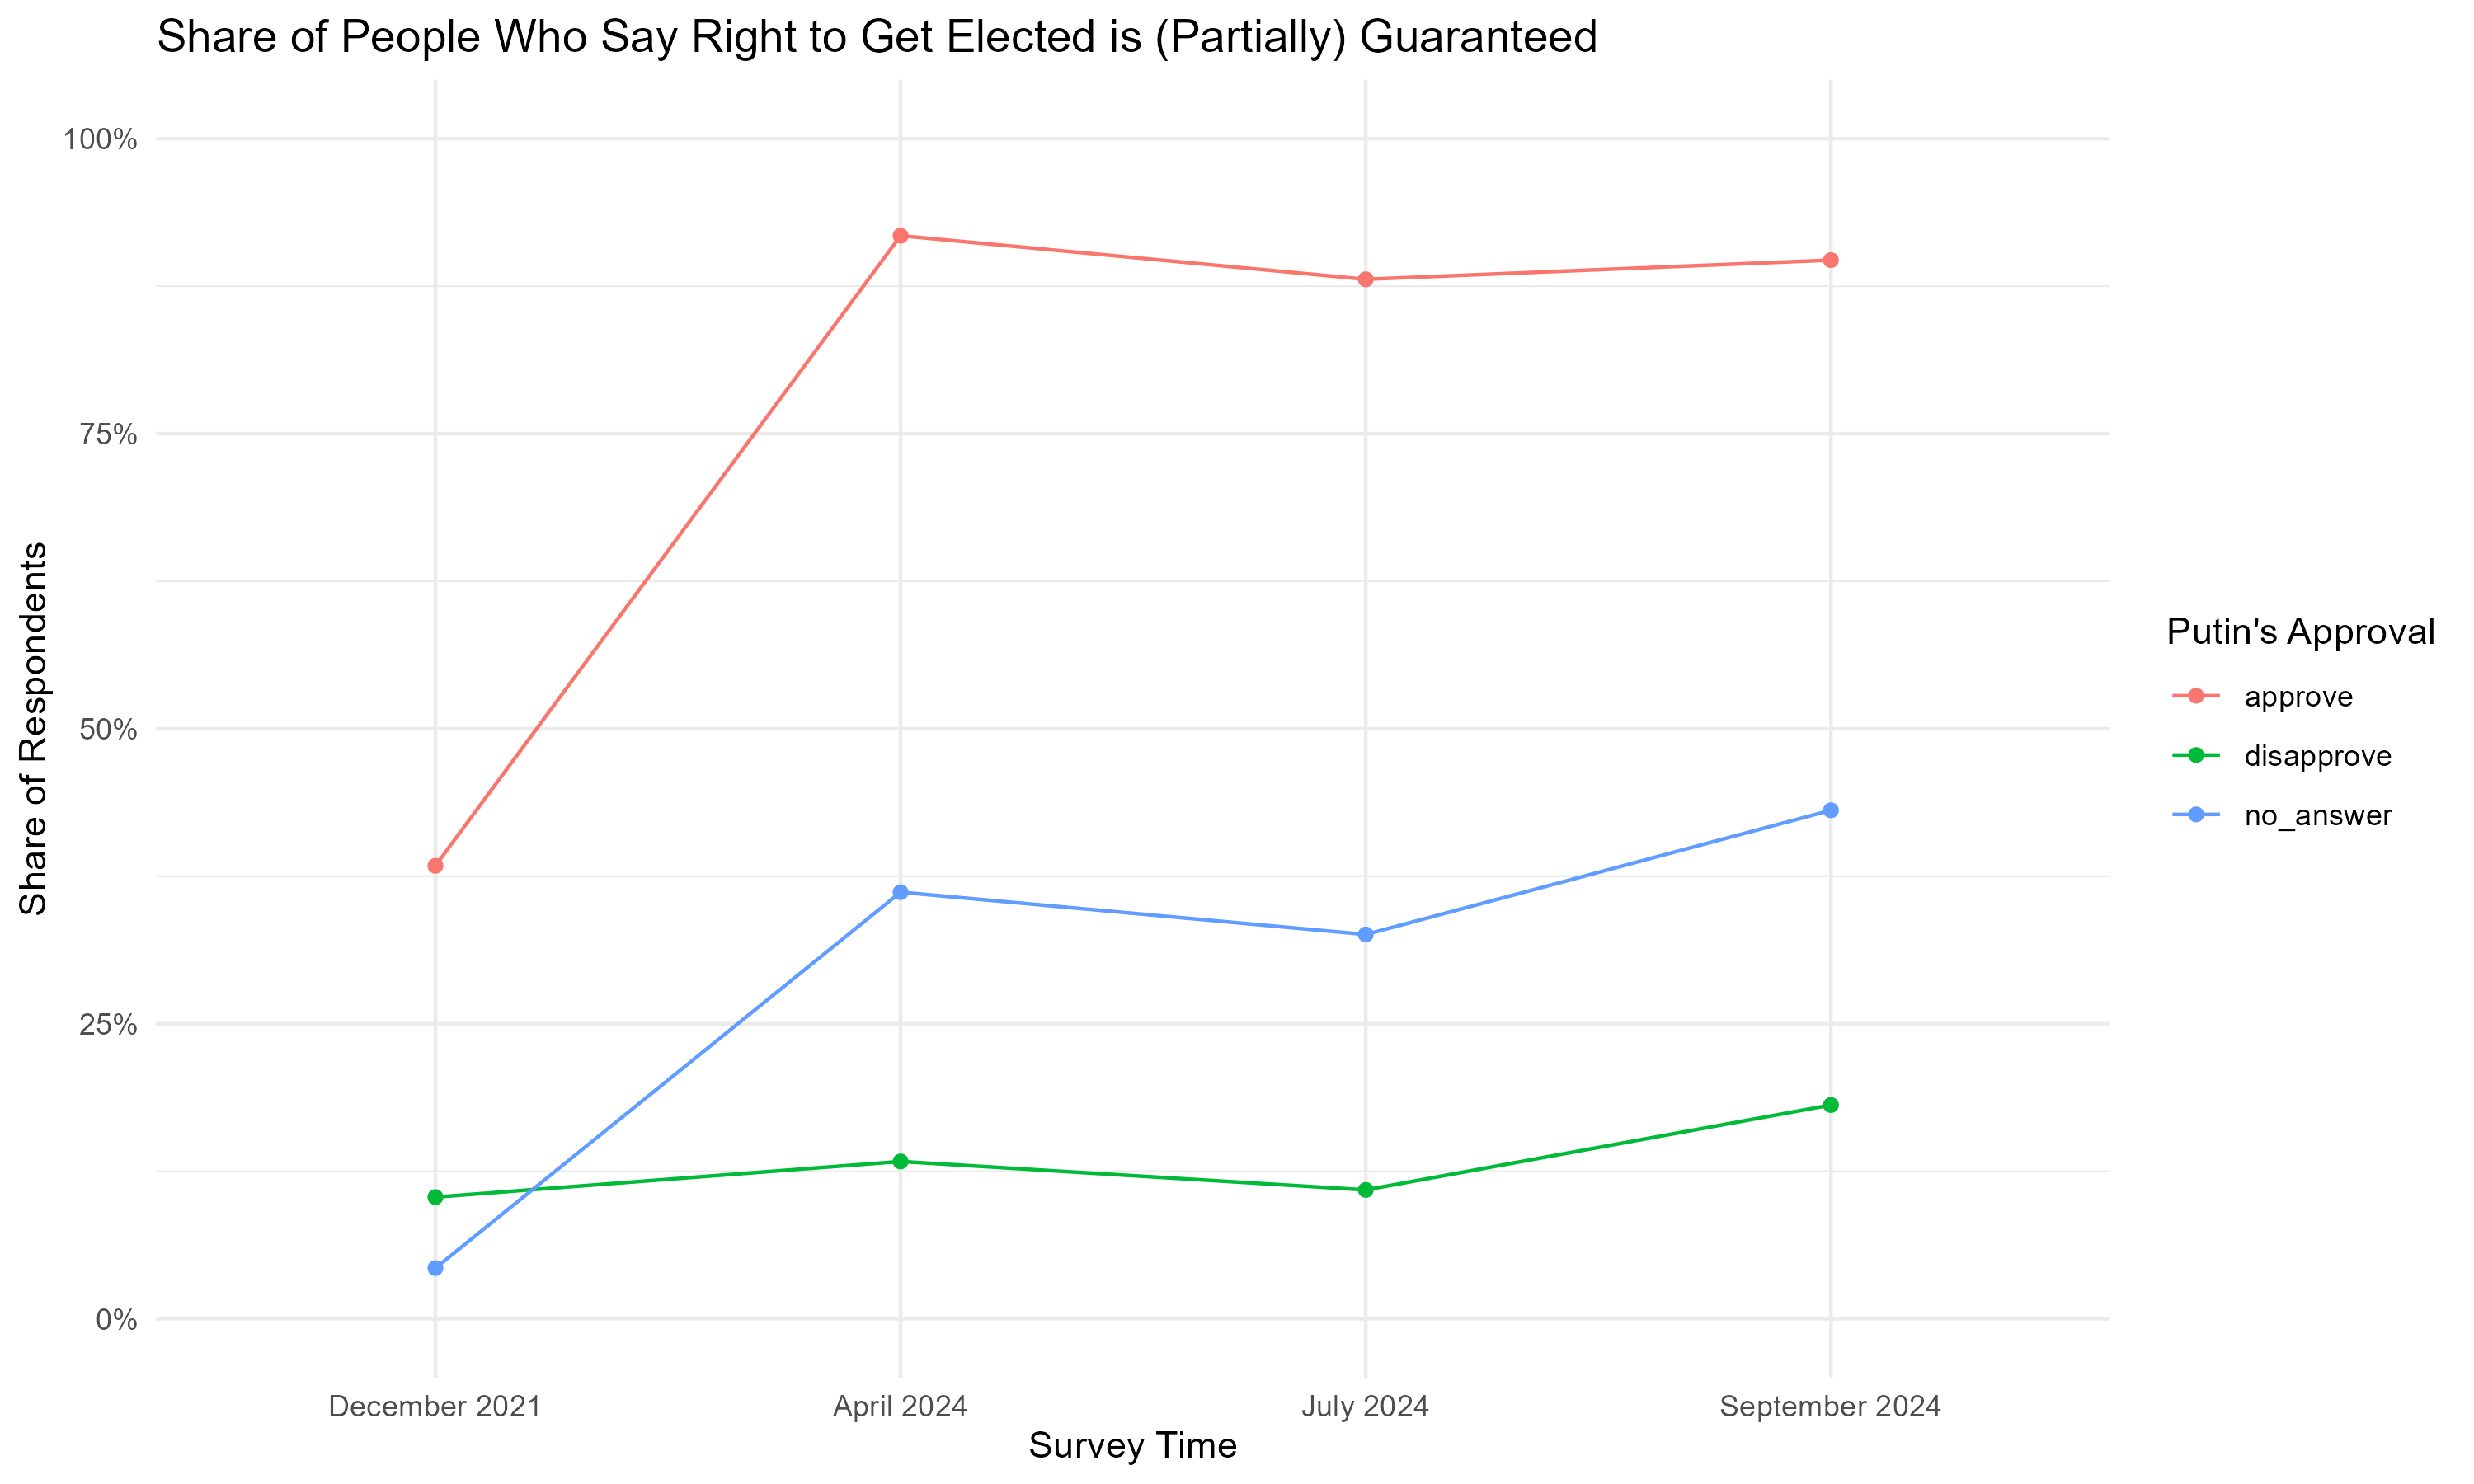 Share of People Who Say Right to Get Elected is (Partially) Guaranteed
100%
75%
50%
25%
0%
Share of Respondents
December 2021
April 2024
July 2024
September 2024
Survey Time
Putin's Approval
approve
disapprove
no_answer